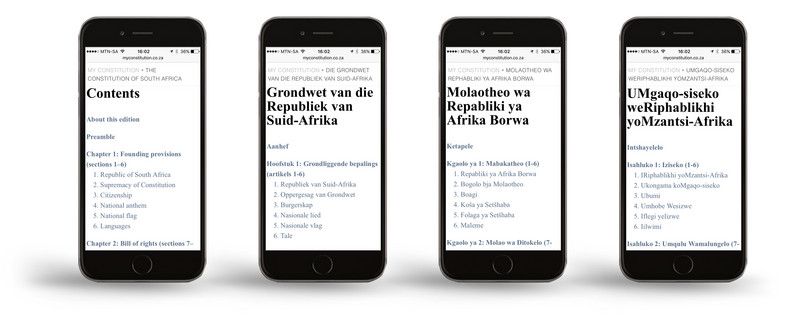 MTN-SA 16:02 36%
myconstitution.co.za
MY CONSTITUTION • THE
CONSTITUTION OF SOUTH AFRICA
Contents
About this edition
Preamble
Chapter 1: Founding provisions
(sections 1–6)
1. Republic of South Africa
2. Supremacy of Constitution
3. Citizenship
4. National anthem
5. National flag
6. Languages
Chapter 2: Bill of rights (sections 7–
MTN-SA 16:02 36%
myconstitution.co.za
MY CONSTITUTION • DIE GRONDWET
VAN DIE REPUBLIEK VAN SUID-AFRIKA
Grondwet van die
Republiek van
Suid-Afrika
Aanhef
Hoofstuk 1: Grondliggende bepalings
(artikels 1-6)
1. Republiek van Suid-Afrika
2. Oppergesag van Grondwet
3. Burgerskap
4. Nasionale lied
5. Nasionale vlag
6. Tale
MTN-SA 16:02 36%
myconstitution.co.za
MY CONSTITUTION • MOLAOTHEO WA
REPHABLIKI YA AFRIKA BORWA
Molaotheo wa
Repabliki ya
Afrika Borwa
Ketapele
Kgaolo ya 1: Mabakatheo (1-6)
1. Repabliki ya Afrika Borwa
2. Bogolo bja Molaotheo
3. Boagi
4. Koša ya Setšhaba
5. Folaga ya Setšhaba
6. Maleme
Kgaolo ya 2: Molao wa Ditokelo (7-
MTN-SA 16:02 36%
myconstitution.co.za
MY CONSTITUTION • UMGAQO-SISEKO
WERIPHABLIKHI YOMZANTSI-AFRIKA
UMgaqo-siseko
weRiphablikhi
yoMzantsi-Afrika
Intshayelelo
Isahluko 1: Iziseko (1-6)
1. IRiphablikhi yoMzantsi-Afrika
2. Ukongama koMgaqo-siseko
3. Ubumi
4. Umhobe Wesizwe
5. Iflegi yelizwe
6. Iilwimi
Isahluko 2: Umqulu Wamalungelo (7-